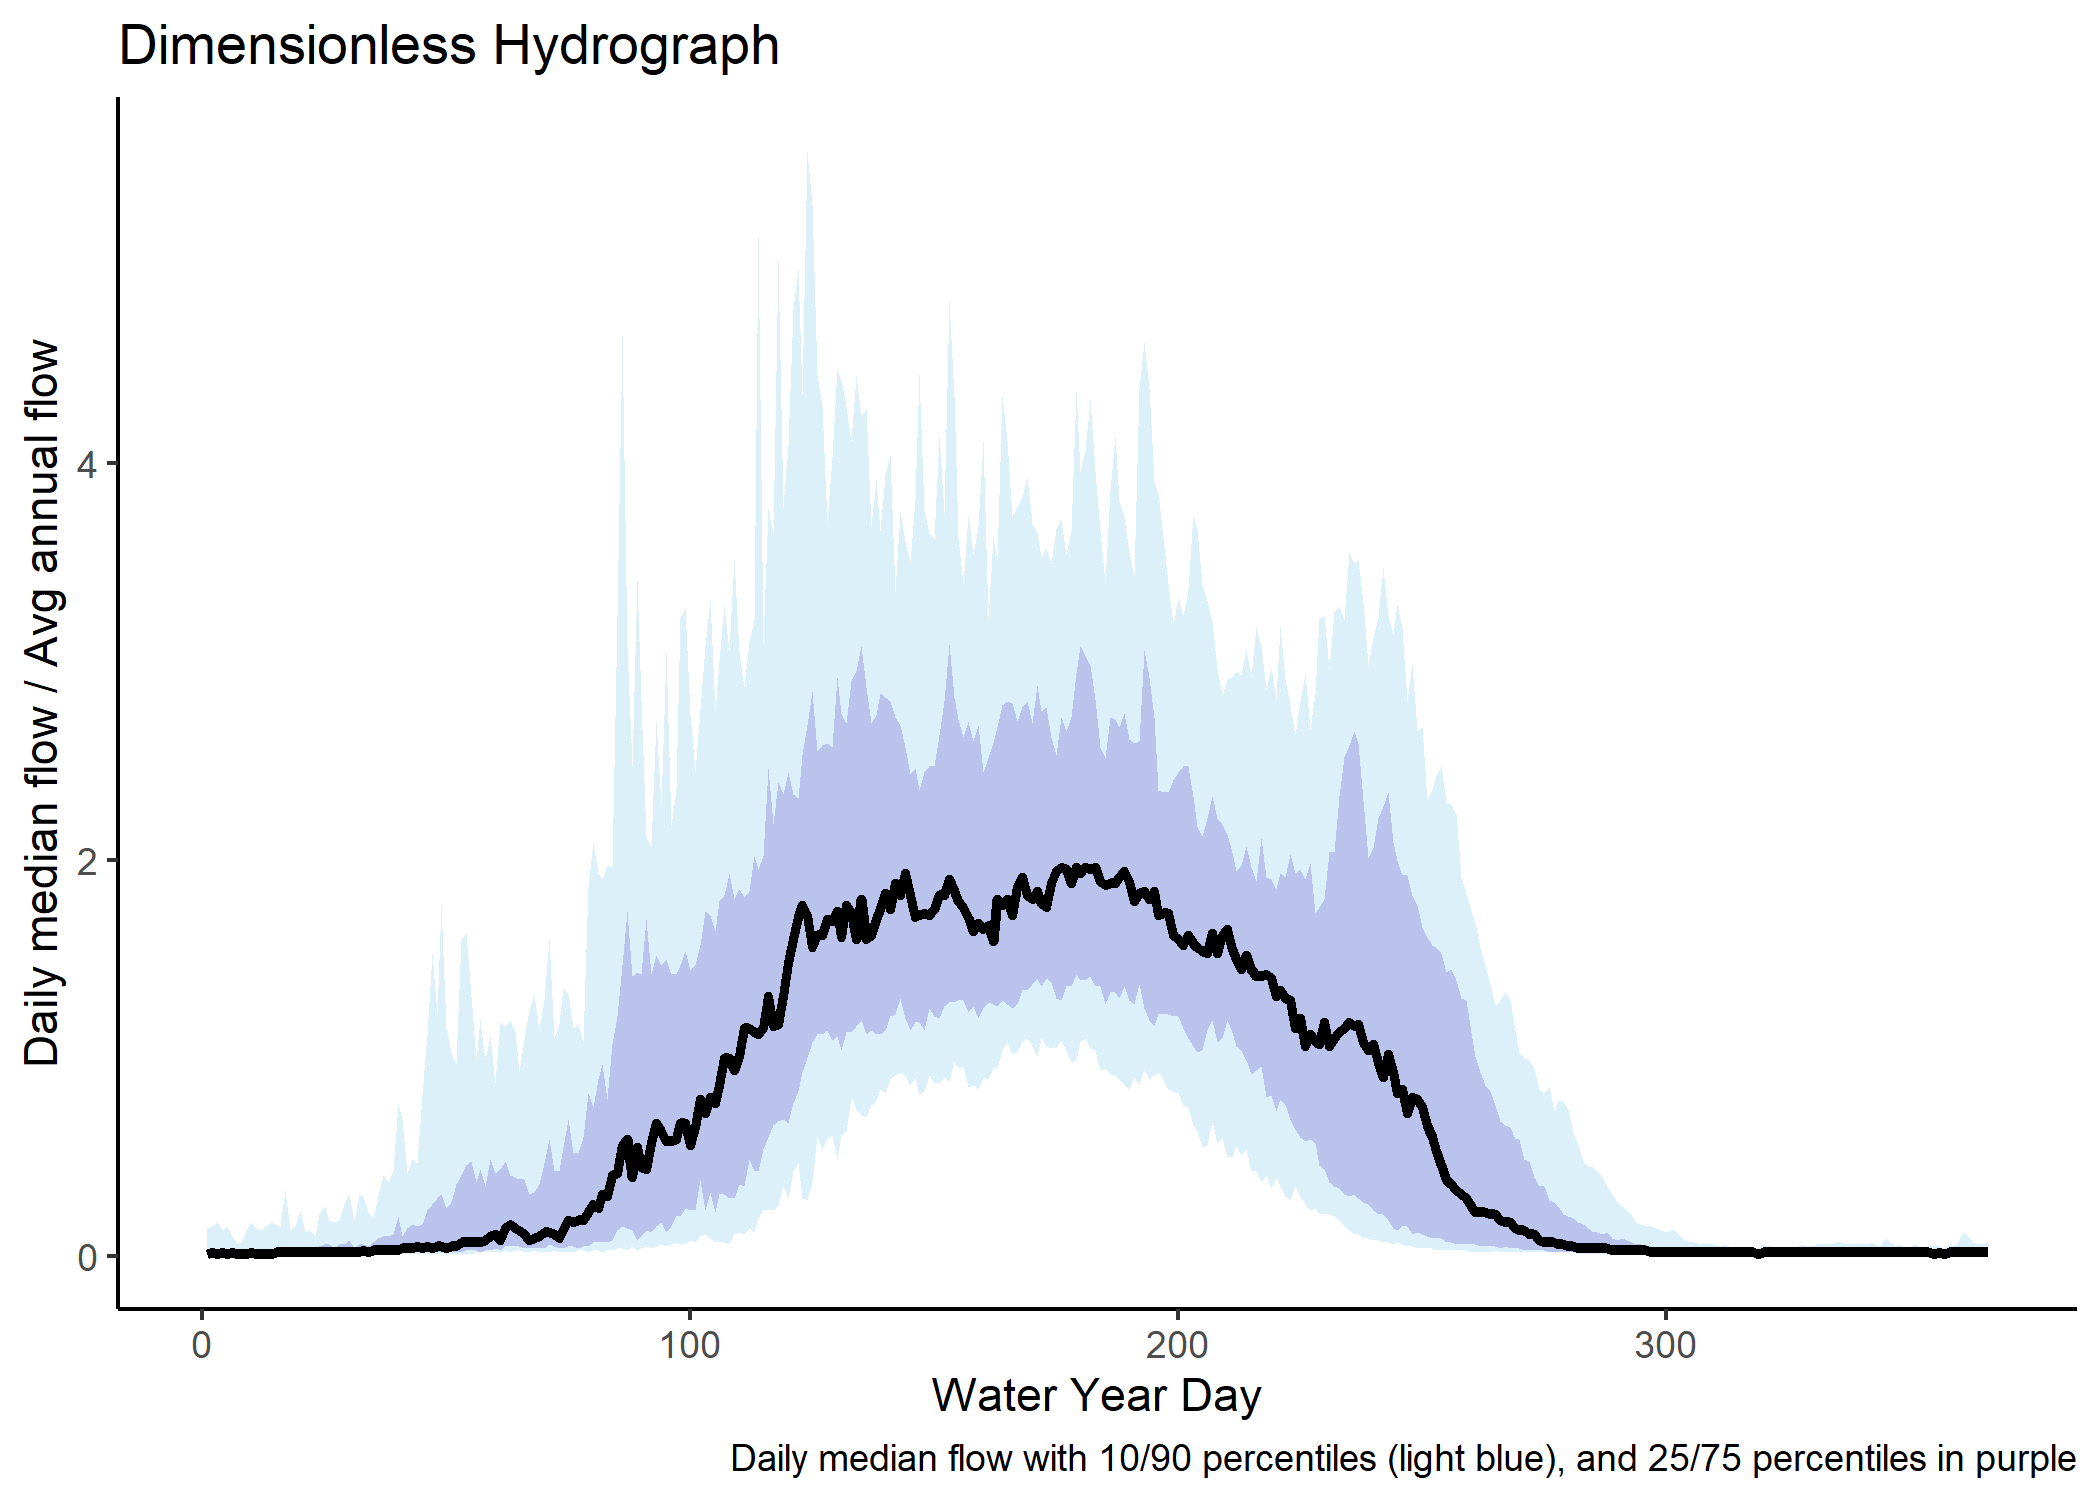 Dimensionless Hydrograph
Daily median flow / Avg annual flow
4
2
0
0 100 200 300
Water Year Day
Daily median flow with 10/90 percentiles (light blue), and 25/75 percentiles in purple